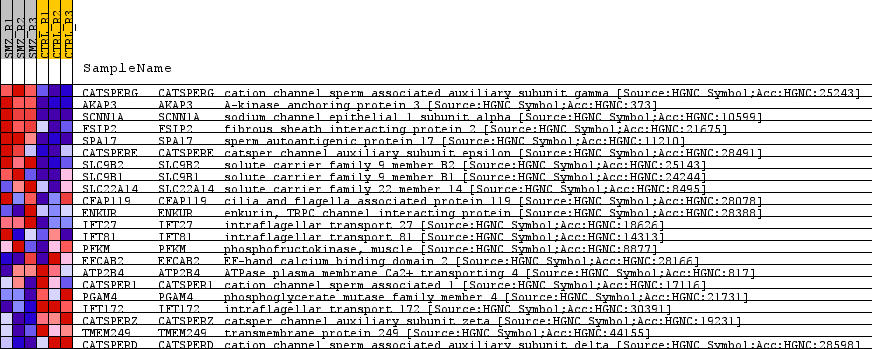 SMZ_R1
SMZ_R2
SMZ_R3
CTRL_R1
CTRL_R2
CTRL_R3
SampleName
CATSPERG CATSPERG cation channel sperm associated auxiliary subunit gamma [Source:HGNC Symbol;Acc:HGNC:25243]
AKAP3 AKAP3 A-kinase anchoring protein 3 [Source:HGNC Symbol;Acc:HGNC:373]
SCNN1A SCNN1A sodium channel epithelial 1 subunit alpha [Source:HGNC Symbol;Acc:HGNC:10599]
FSIP2 FSIP2 fibrous sheath interacting protein 2 [Source:HGNC Symbol;Acc:HGNC:21675]
SPA17 SPA17 sperm autoantigenic protein 17 [Source:HGNC Symbol;Acc:HGNC:11210]
CATSPERE CATSPERE catsper channel auxiliary subunit epsilon [Source:HGNC Symbol;Acc:HGNC:28491]
SLC9B2 SLC9B2 solute carrier family 9 member B2 [Source:HGNC Symbol;Acc:HGNC:25143]
SLC9B1 SLC9B1 solute carrier family 9 member B1 [Source:HGNC Symbol;Acc:HGNC:24244]
SLC22A14 SLC22A14 solute carrier family 22 member 14 [Source:HGNC Symbol;Acc:HGNC:8495]
CFAP119 CFAP119 cilia and flagella associated protein 119 [Source:HGNC Symbol;Acc:HGNC:28078]
ENKUR ENKUR enkurin, TRPC channel interacting protein [Source:HGNC Symbol;Acc:HGNC:28388]
IFT27 IFT27 intraflagellar transport 27 [Source:HGNC Symbol;Acc:HGNC:18626]
IFT81 IFT81 intraflagellar transport 81 [Source:HGNC Symbol;Acc:HGNC:14313]
PFKM PFKM phosphofructokinase, muscle [Source:HGNC Symbol;Acc:HGNC:8877]
EFCAB2 EFCAB2 EF-hand calcium binding domain 2 [Source:HGNC Symbol;Acc:HGNC:28166]
ATP2B4 ATP2B4 ATPase plasma membrane Ca2+ transporting 4 [Source:HGNC Symbol;Acc:HGNC:817]
CATSPER1 CATSPER1 cation channel sperm associated 1 [Source:HGNC Symbol;Acc:HGNC:17116]
PGAM4 PGAM4 phosphoglycerate mutase family member 4 [Source:HGNC Symbol;Acc:HGNC:21731]
IFT172 IFT172 intraflagellar transport 172 [Source:HGNC Symbol;Acc:HGNC:30391]
CATSPERZ CATSPERZ catsper channel auxiliary subunit zeta [Source:HGNC Symbol;Acc:HGNC:19231]
TMEM249 TMEM249 transmembrane protein 249 [Source:HGNC Symbol;Acc:HGNC:44155]
CATSPERD CATSPERD cation channel sperm associated auxiliary subunit delta [Source:HGNC Symbol;Acc:HGNC:28598]